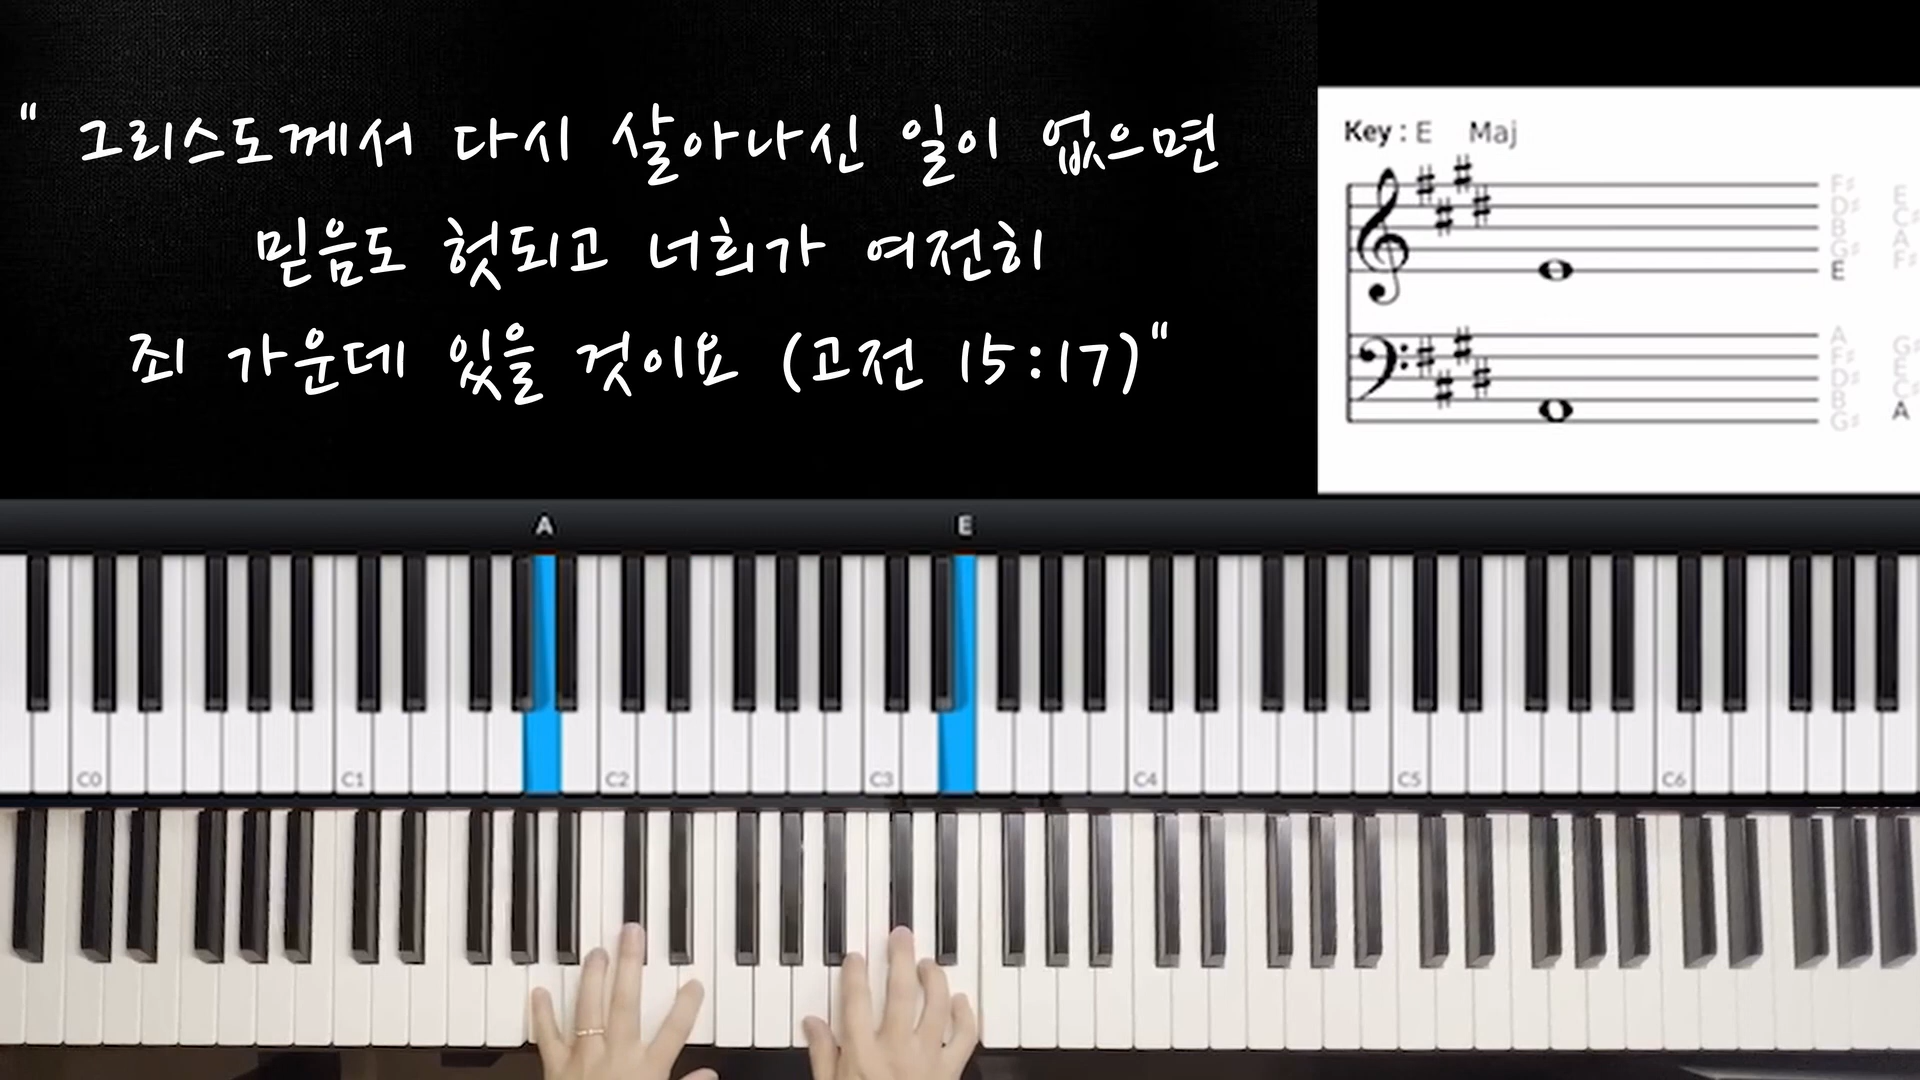 " 그리스도께서 다시 살아나신 일이 없으면
믿음도 헛되고 너희가 여전히
죄 가운데 있을 것이요 (고전 15:17)"
Key : E Maj
F♯
D♯
B
G♯
E
E
C♯
A
F♯
A
F♯
D♯
B
G♯
G♯
E
C♯
A
A E
C0 C1 C2 C3 C4 C5 C6